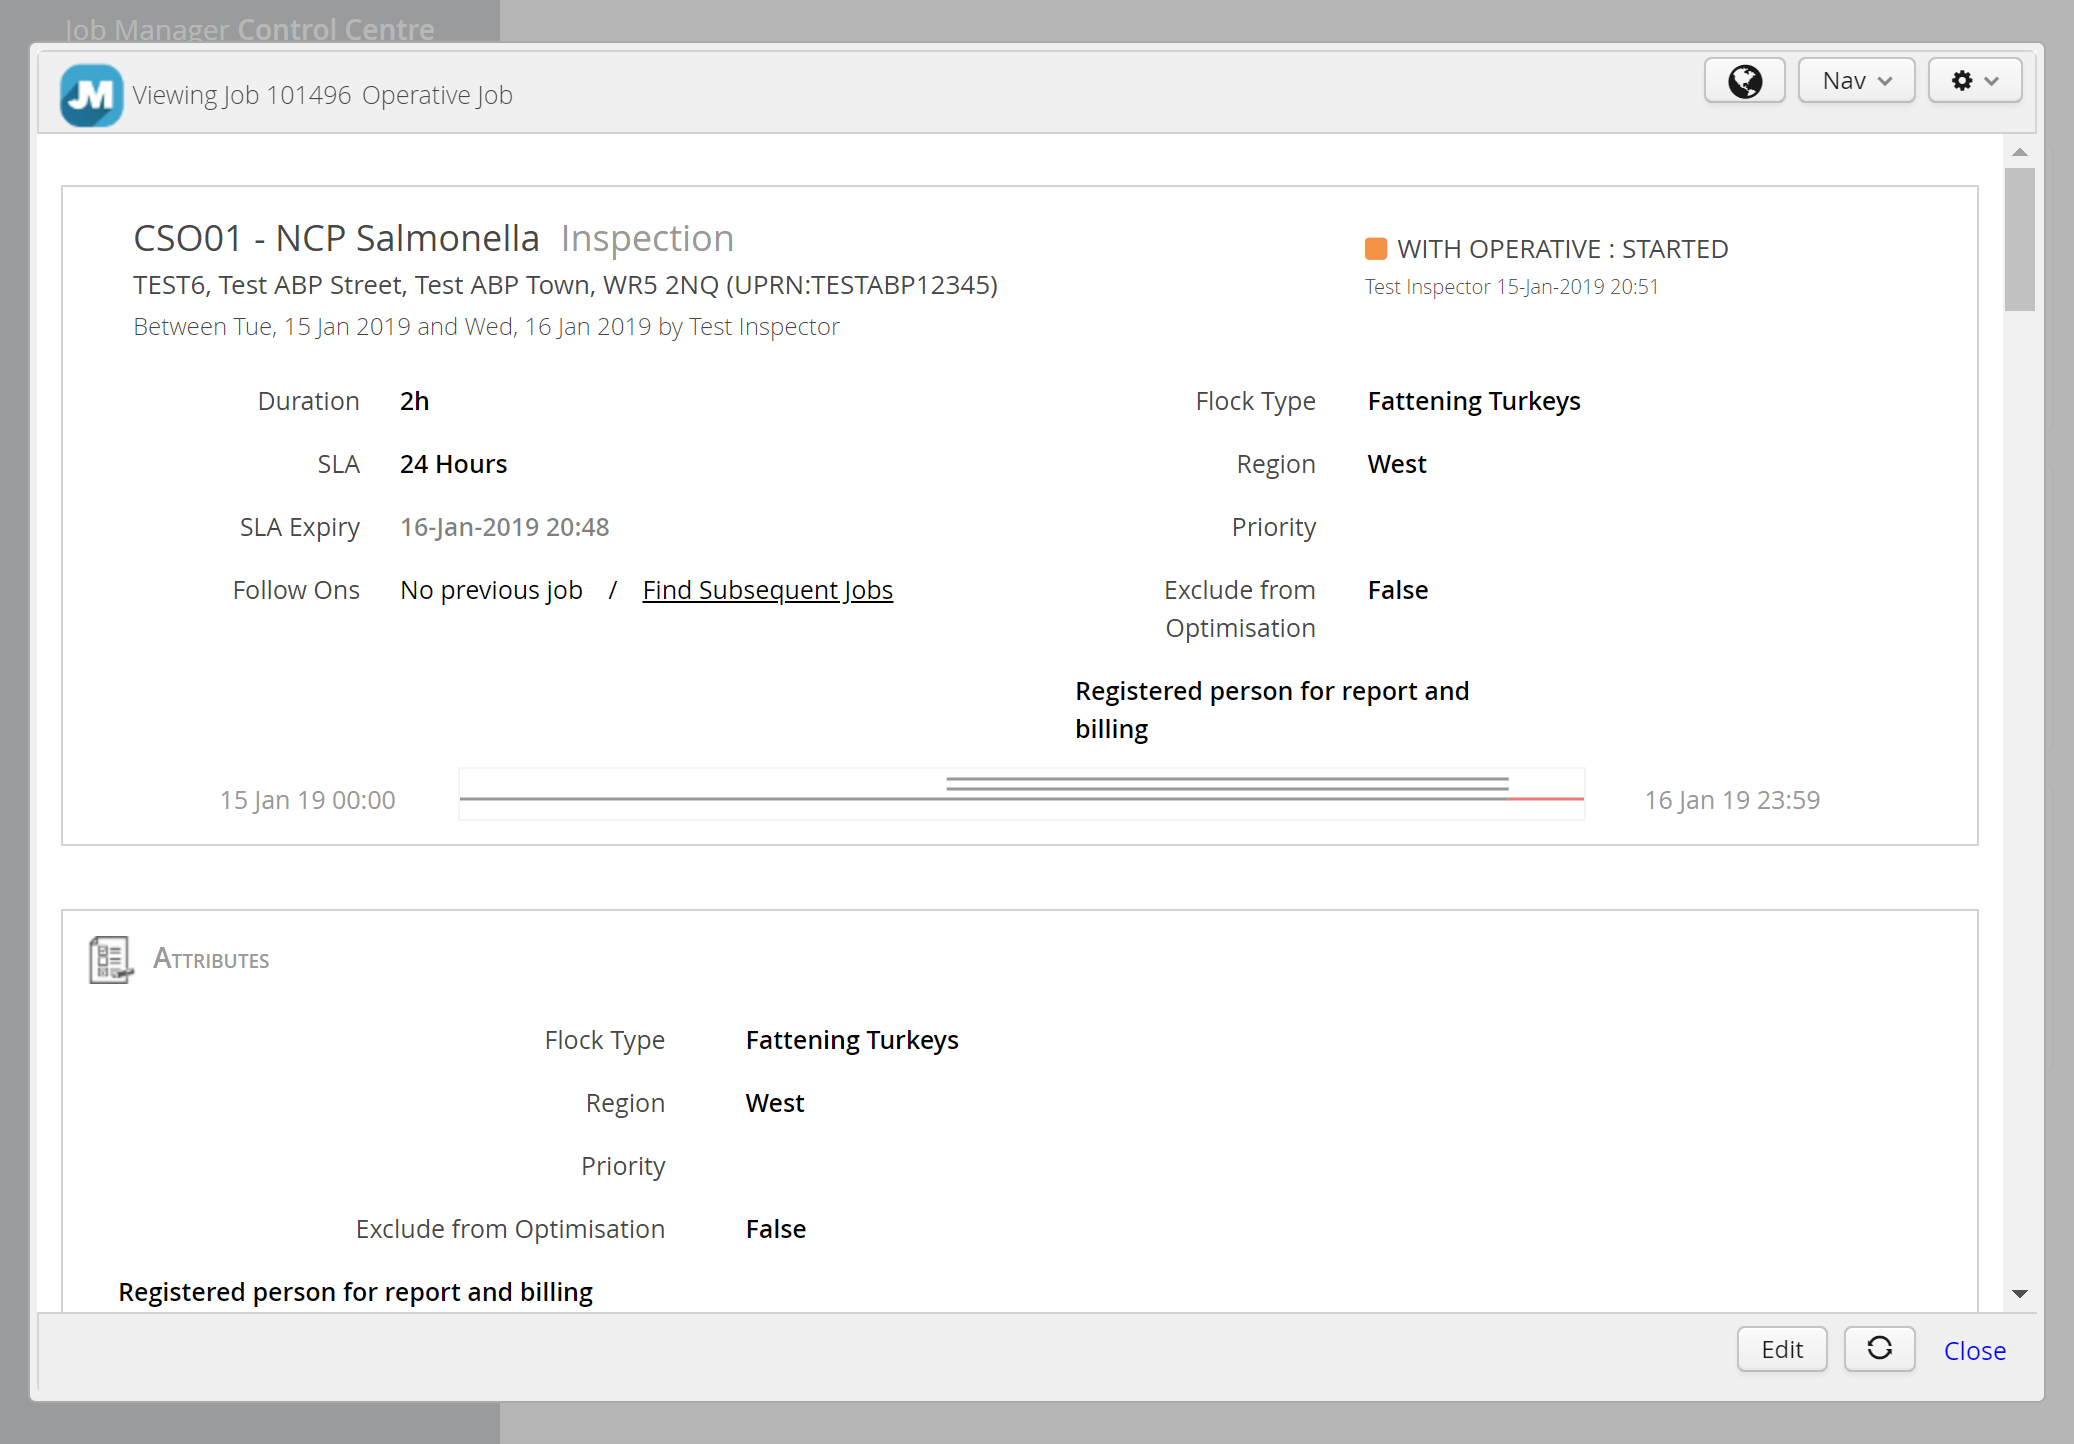 Job Manager Control Centre
JM
Viewing Job 101496 Operative Job
Nav
CSO01 - NCP Salmonella Inspection
WITH OPERATIVE : STARTED
TEST6, Test ABP Street, Test ABP Town, WR5 2NQ (UPRN:TESTABP12345)
Test Inspector 15-Jan-2019 20:51
Between Tue, 15 Jan 2019 and Wed, 16 Jan 2019 by Test Inspector
Duration 2h
Flock Type Fattening Turkeys
SLA 24 Hours
Region West
SLA Expiry 16-Jan-2019 20:48
Priority
Follow Ons No previous job / Find Subsequent Jobs
Exclude from
Optimisation
False
Registered person for report and
billing
15 Jan 19 00:00
16 Jan 19 23:59
Attributes
Flock Type Fattening Turkeys
Region West
Priority
Exclude from Optimisation False
Registered person for report and billing
Edit
Close